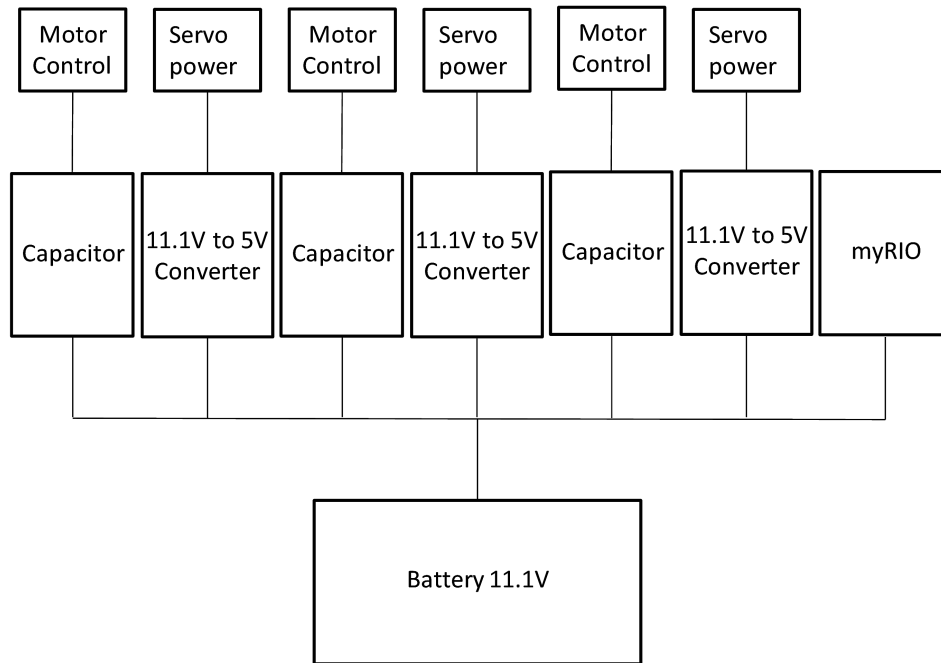 Motor
Control
Servo
power
Motor
Control
Servo
power
Motor
Control
Servo
power
Capacitor
11.1V to 5V
Converter
Capacitor
11.1V to 5V
Converter
Capacitor
11.1V to 5V
Converter
myRIO
Battery 11.1V